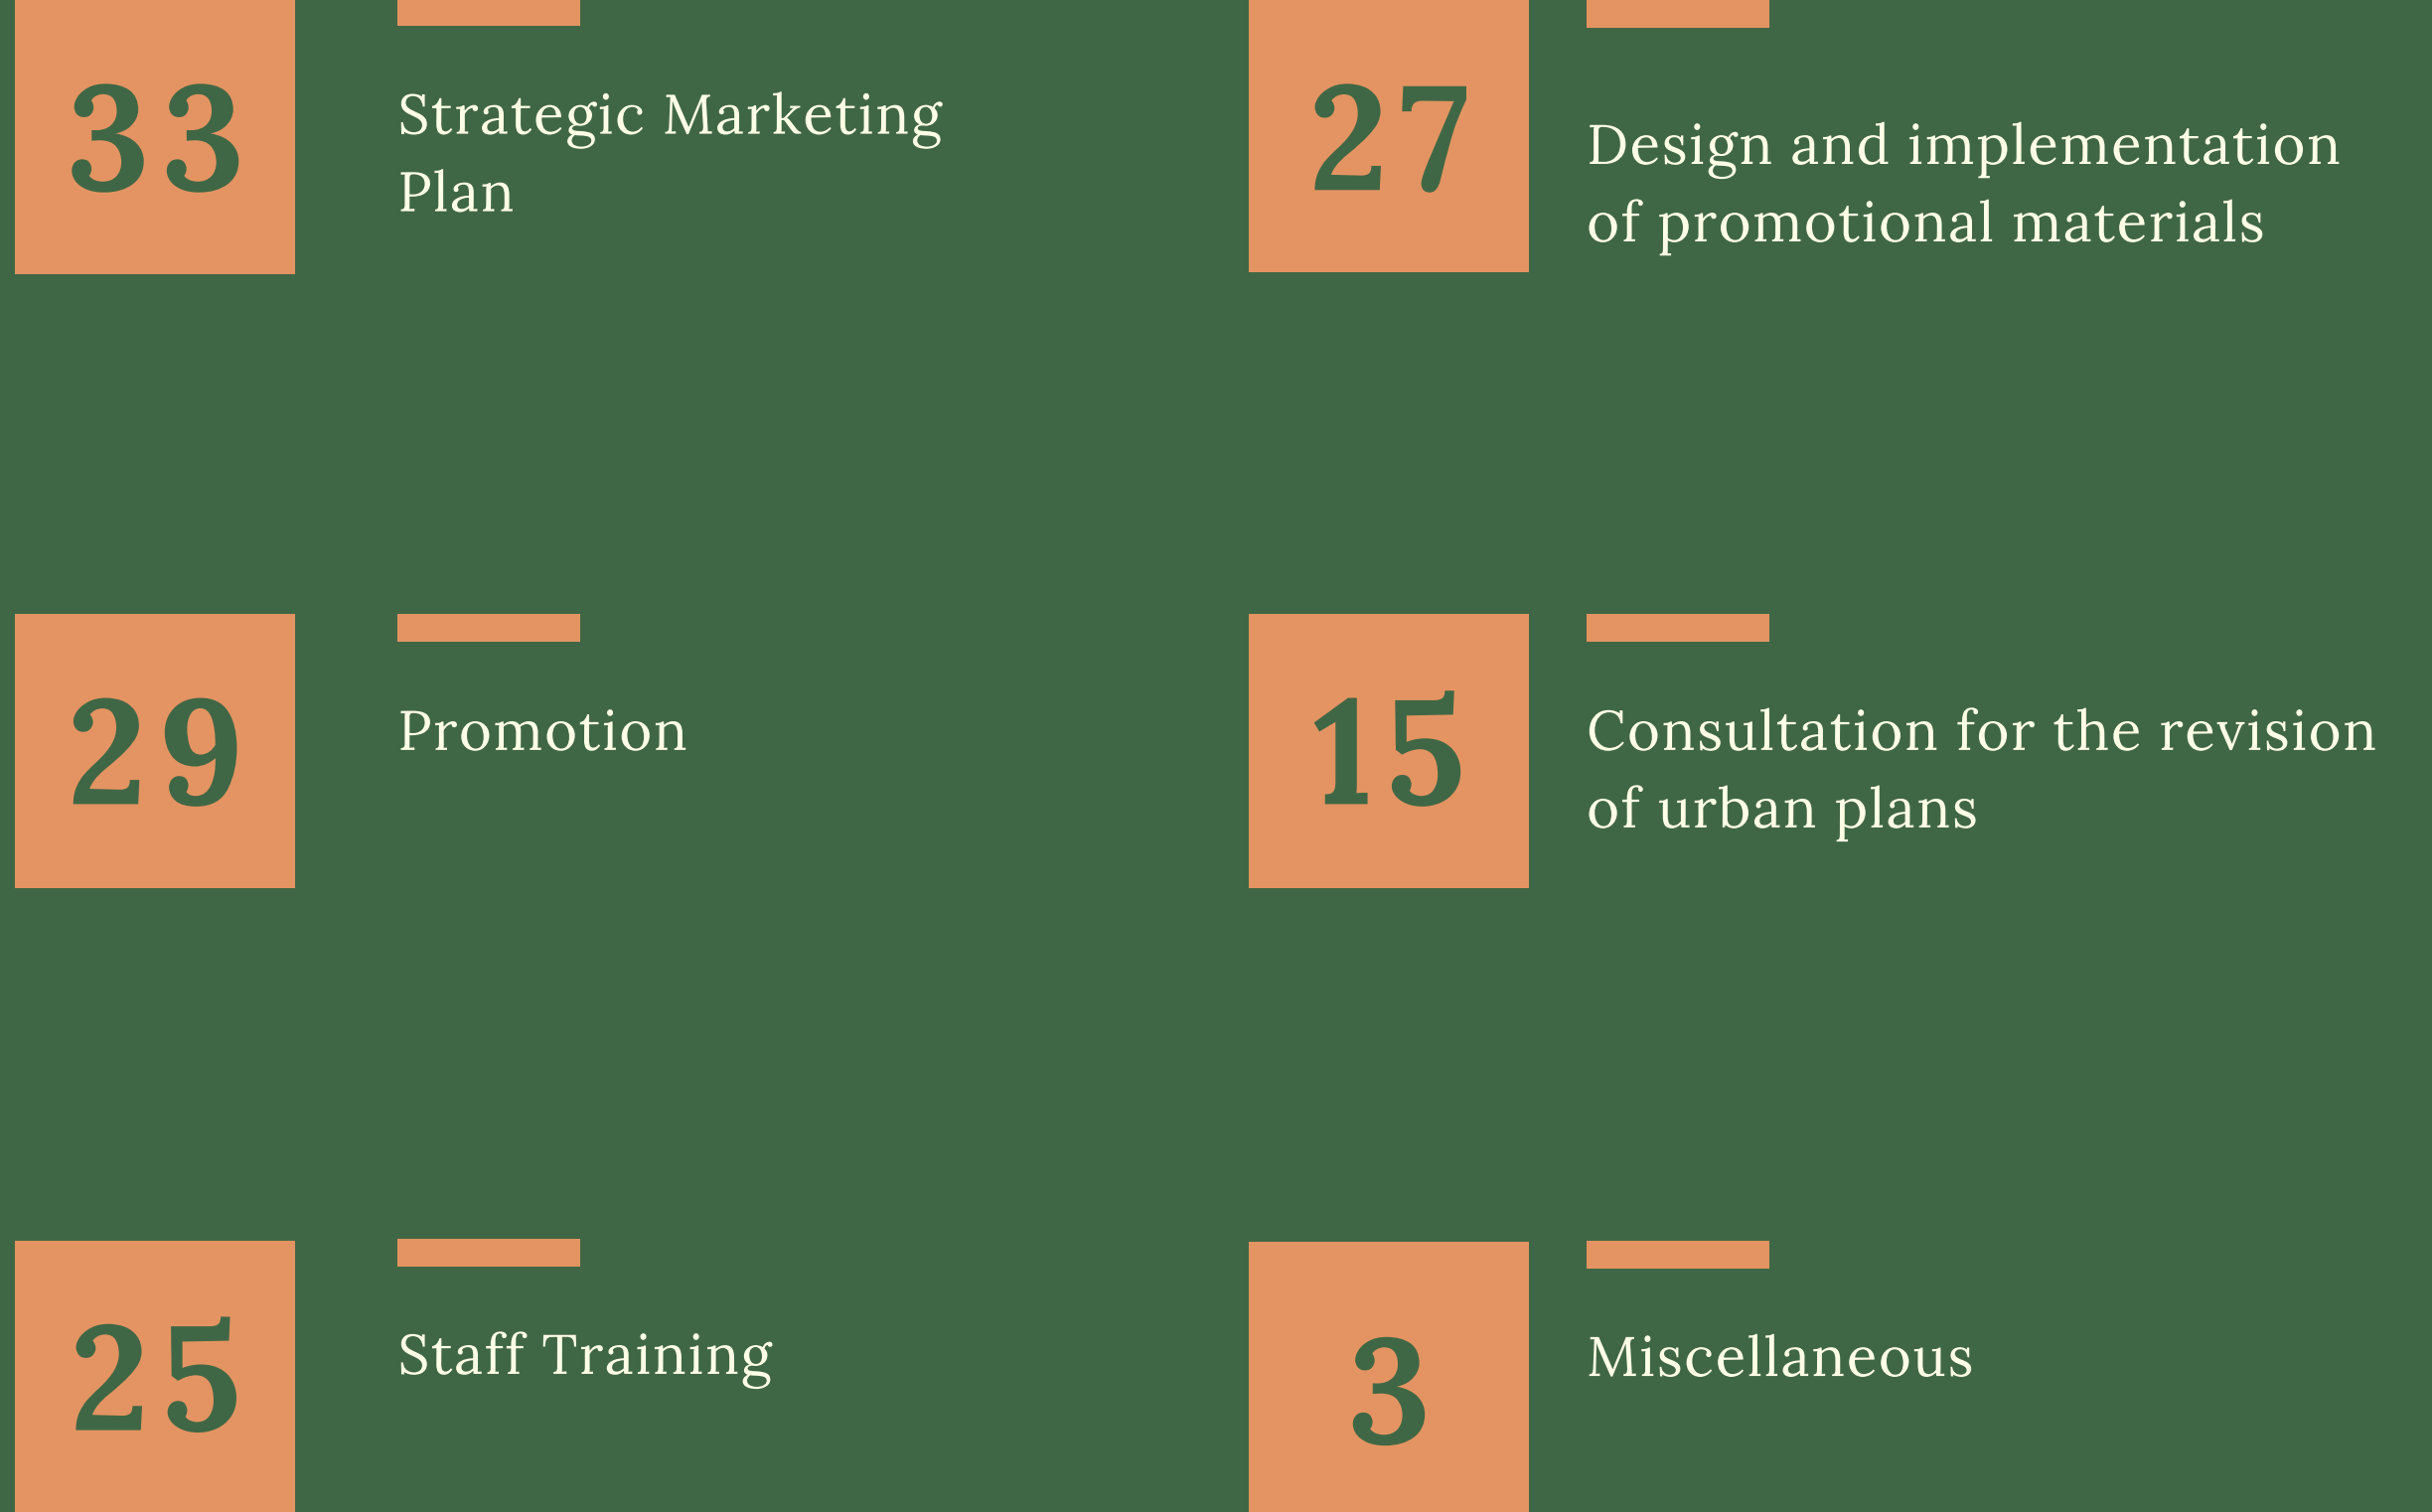 33
Strategic Marketing
Plan
27
Design and implementation
of promotional materials
29
Promotion
15
Consultation for the revision
of urban plans
25
Staff Training
3
Miscellaneous